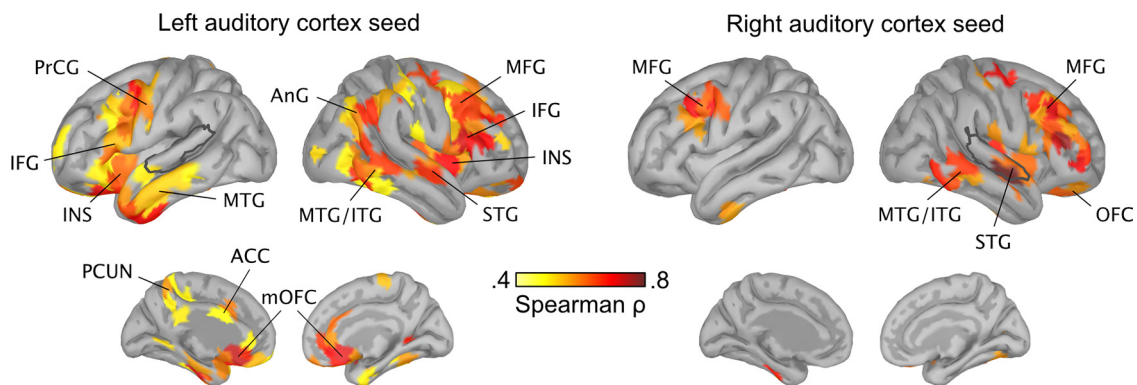 Left auditory cortex seed
Right auditory cortex seed
PrCG
IFG
INS
MTG
AnG
MFG
IFG
INS
MTG/ITG
STG
MFG
MFG
MTG/ITG
STG
OFC
PCUN
ACC
mOFC
.4 .8
Spearman ρ